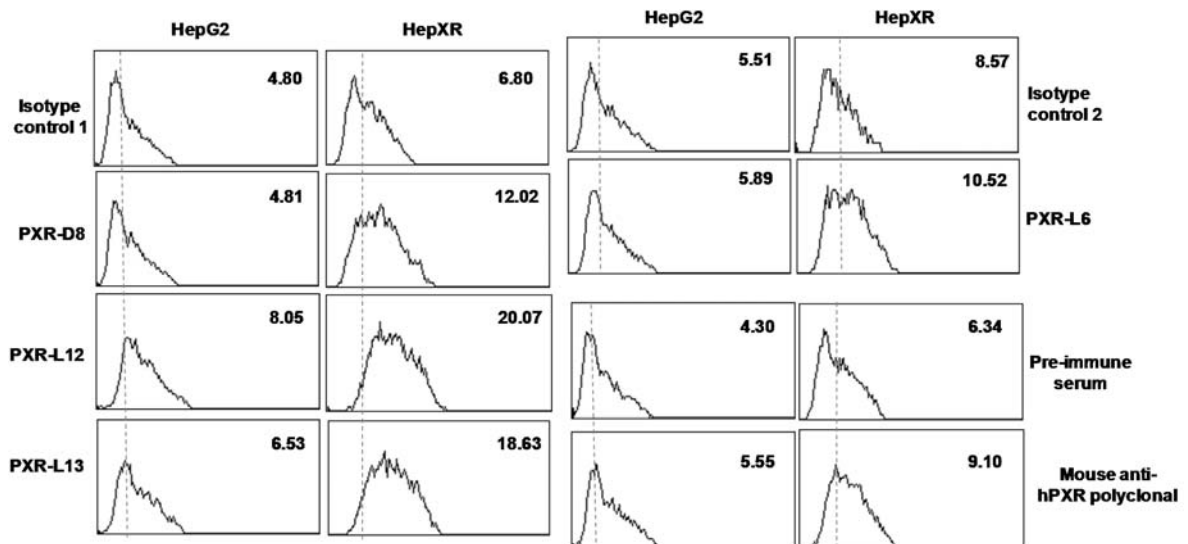 HepG2
HepXR
HepG2
HepXR
Isotype
control 1
4.80
6.80
5.51
8.57
Isotype
control 2
PXR-D8
4.81
12.02
5.89
10.52
PXR-L6
PXR-L12
8.05
20.07
4.30
6.34
Pre-immune
serum
PXR-L13
6.53
18.63
5.55
9.10
Mouse anti-
hPXR polyclonal